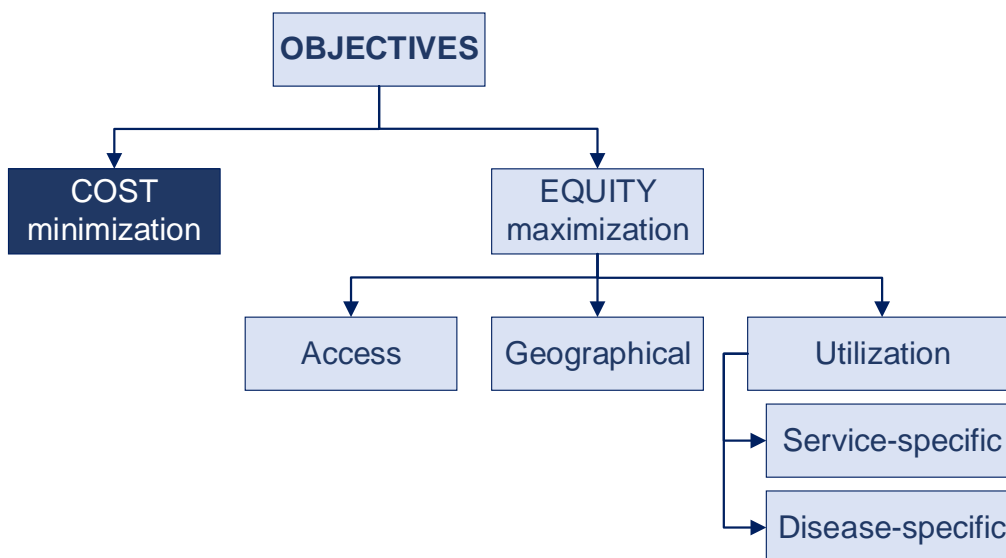 OBJECTIVES
COST
minimization
EQUITY
maximization
Access
Geographical
Utilization
Service-specific
Disease-specific